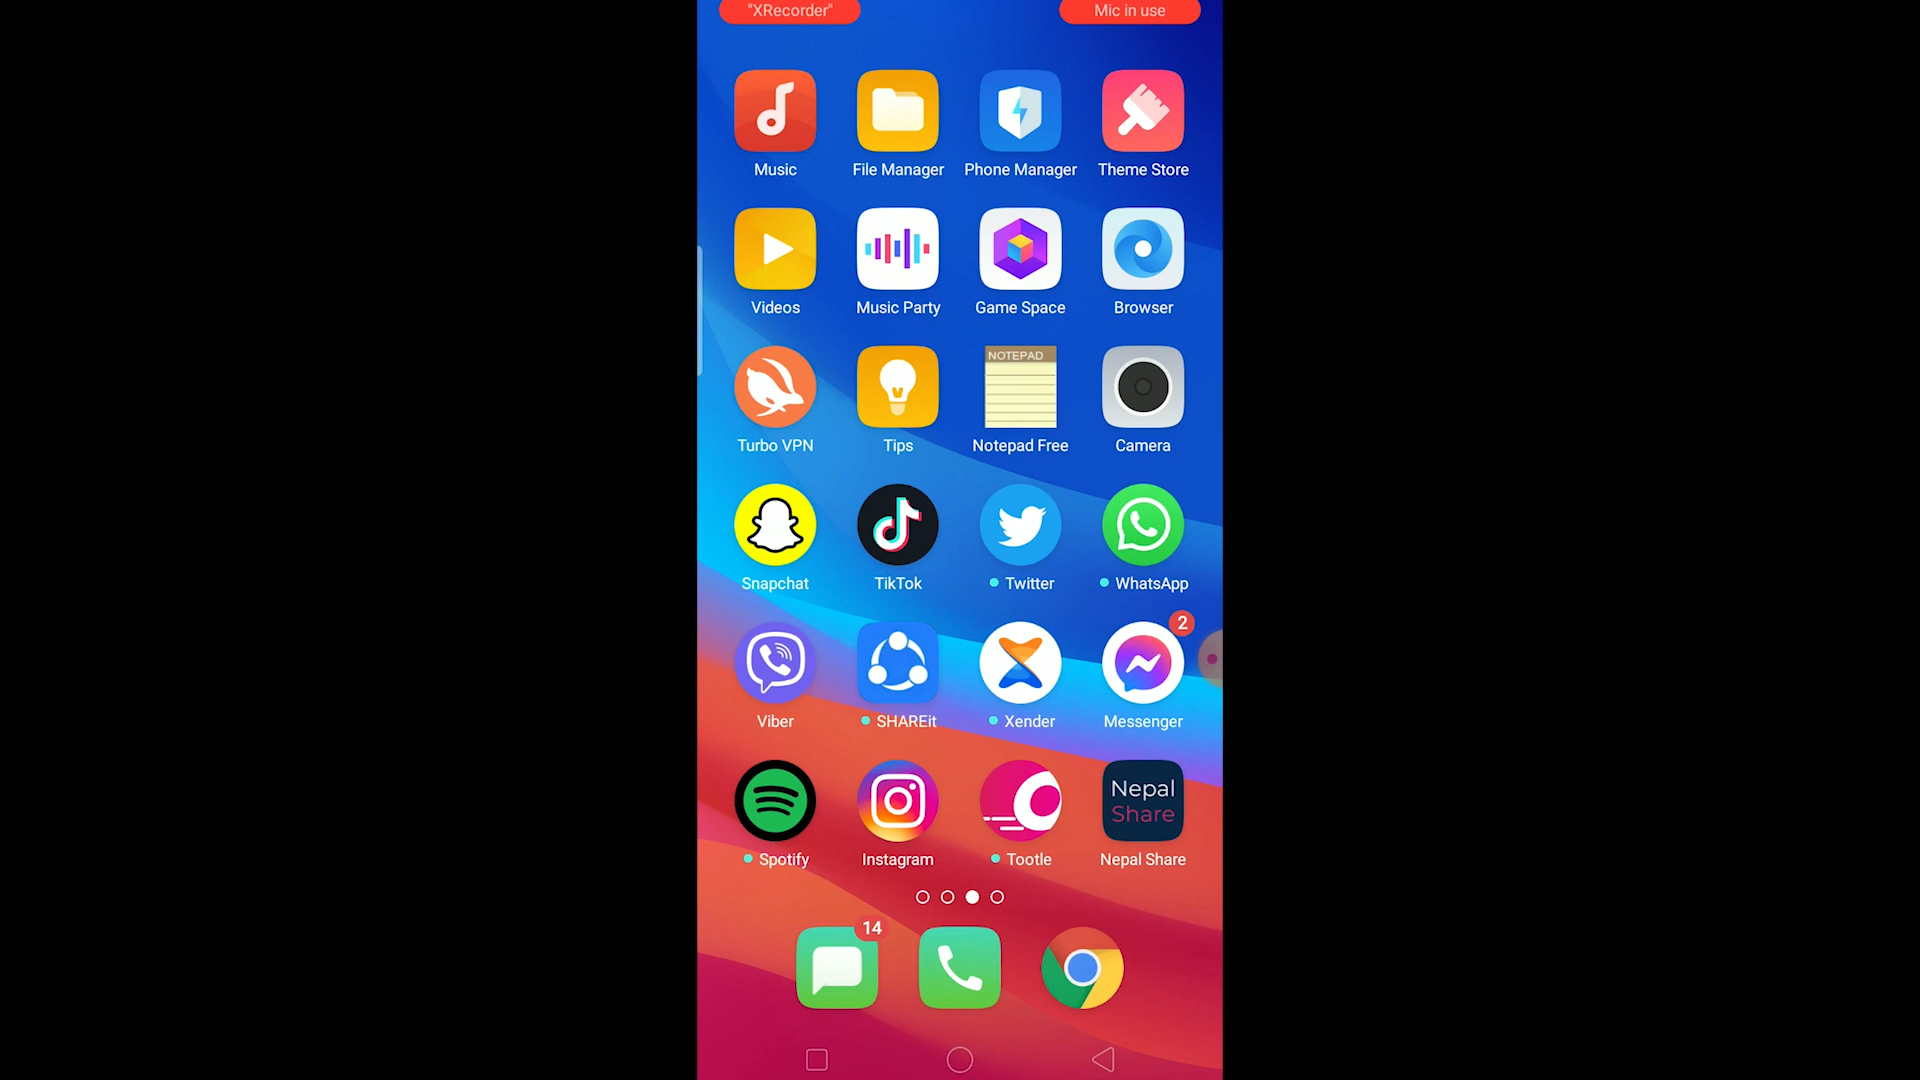 "XRecorder" Mic in use
Music File Manager Phone Manager Theme Store
Videos Music Party Game Space Browser
NOTEPAD
Turbo VPN Tips Notepad Free Camera
Snapchat TikTok Twitter WhatsApp
2
Viber SHAREit Xender Messenger
Nepal
Share
Spotify Instagram Tootle Nepal Share
14